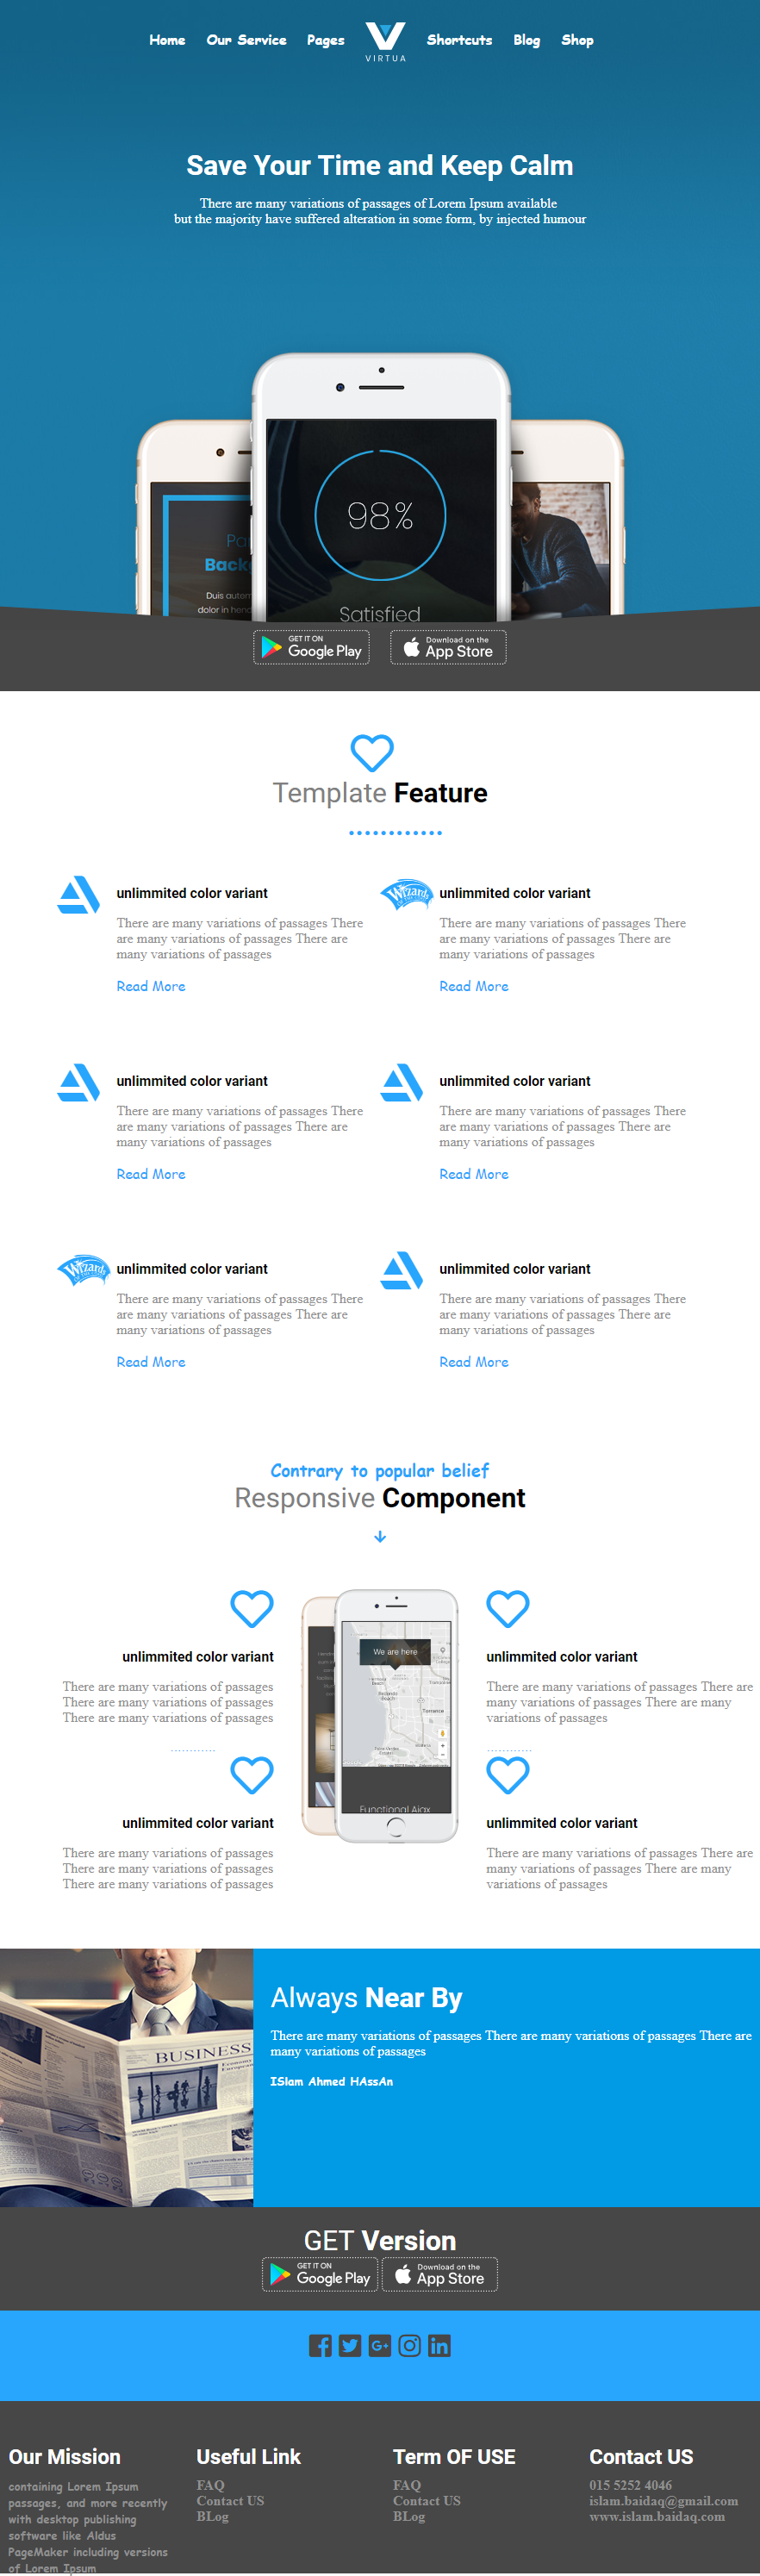 Home Our Service Pages VIRTUA Shortcuts Blog Shop
Save Your Time and Keep Calm
There are many variations of passages of Lorem Ipsum available
but the majority have suffered alteration in some form, by injected humour
98%
Satisfied
Duis autem
dolor in hend
GET IT ON
Google Play
Download on the
App Store
Template Feature
unlimmited color variant
There are many variations of passages There
are many variations of passages There are
many variations of passages
Read More
Wizards
unlimmited color variant
There are many variations of passages There
are many variations of passages There are
many variations of passages
Read More
unlimmited color variant
There are many variations of passages There
are many variations of passages There are
many variations of passages
Read More
unlimmited color variant
There are many variations of passages There
are many variations of passages There are
many variations of passages
Read More
Wizards
unlimmited color variant
There are many variations of passages There
are many variations of passages There are
many variations of passages
Read More
unlimmited color variant
There are many variations of passages There
are many variations of passages There are
many variations of passages
Read More
Contrary to popular belief
Responsive Component
unlimmited color variant
There are many variations of passages
There are many variations of passages
There are many variations of passages
unlimmited color variant
There are many variations of passages
There are many variations of passages
There are many variations of passages
We are here
Torrance
Functional Ajax
unlimmited color variant
There are many variations of passages There are
many variations of passages There are many
variations of passages
unlimmited color variant
There are many variations of passages There are
many variations of passages There are many
variations of passages
BUSINESS
Always Near By
There are many variations of passages There are many variations of passages There are
many variations of passages
ISlam Ahmed HAssAn
GET Version
GET IT ON
Google Play
Download on the
App Store
Our Mission
containing Lorem Ipsum
passages, and more recently
with desktop publishing
software like Aldus
PageMaker including versions
of Lorem Ipsum
Useful Link
FAQ
Contact US
BLog
Term OF USE
FAQ
Contact US
BLog
Contact US
015 5252 4046
islam.baidaq@gmail.com
www.islam.baidaq.com